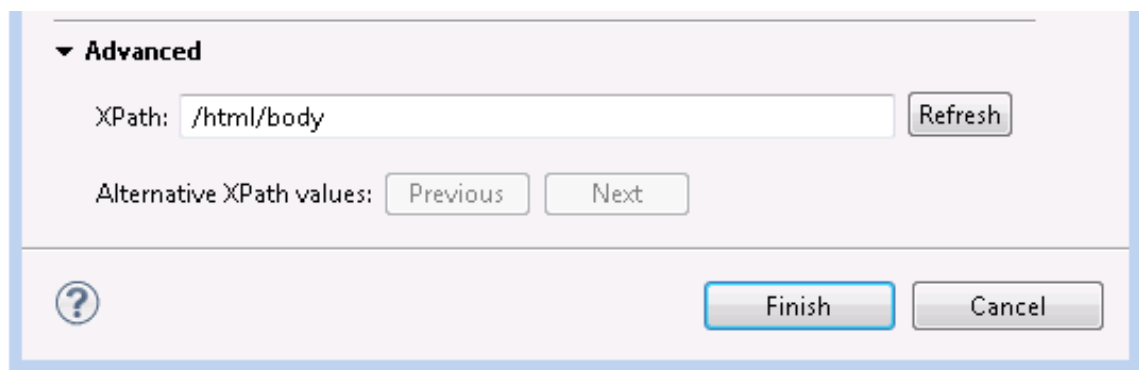 Advanced
XPath: /html/body Refresh
Alternative XPath values: Previous Next
? Finish Cancel